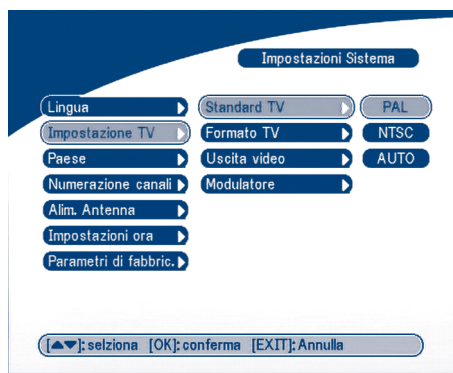 Impostazioni Sistema
Lingua Standard TV PAL
Impostazione TV Formato TV NTSC
Paese Uscita video AUTO
Numerazione canali Modulatore
Alim. Antenna
Impostazioni ora
Parametri di fabbric.
[▲▼]: selziona [OK]: conferma [EXIT]: Annulla